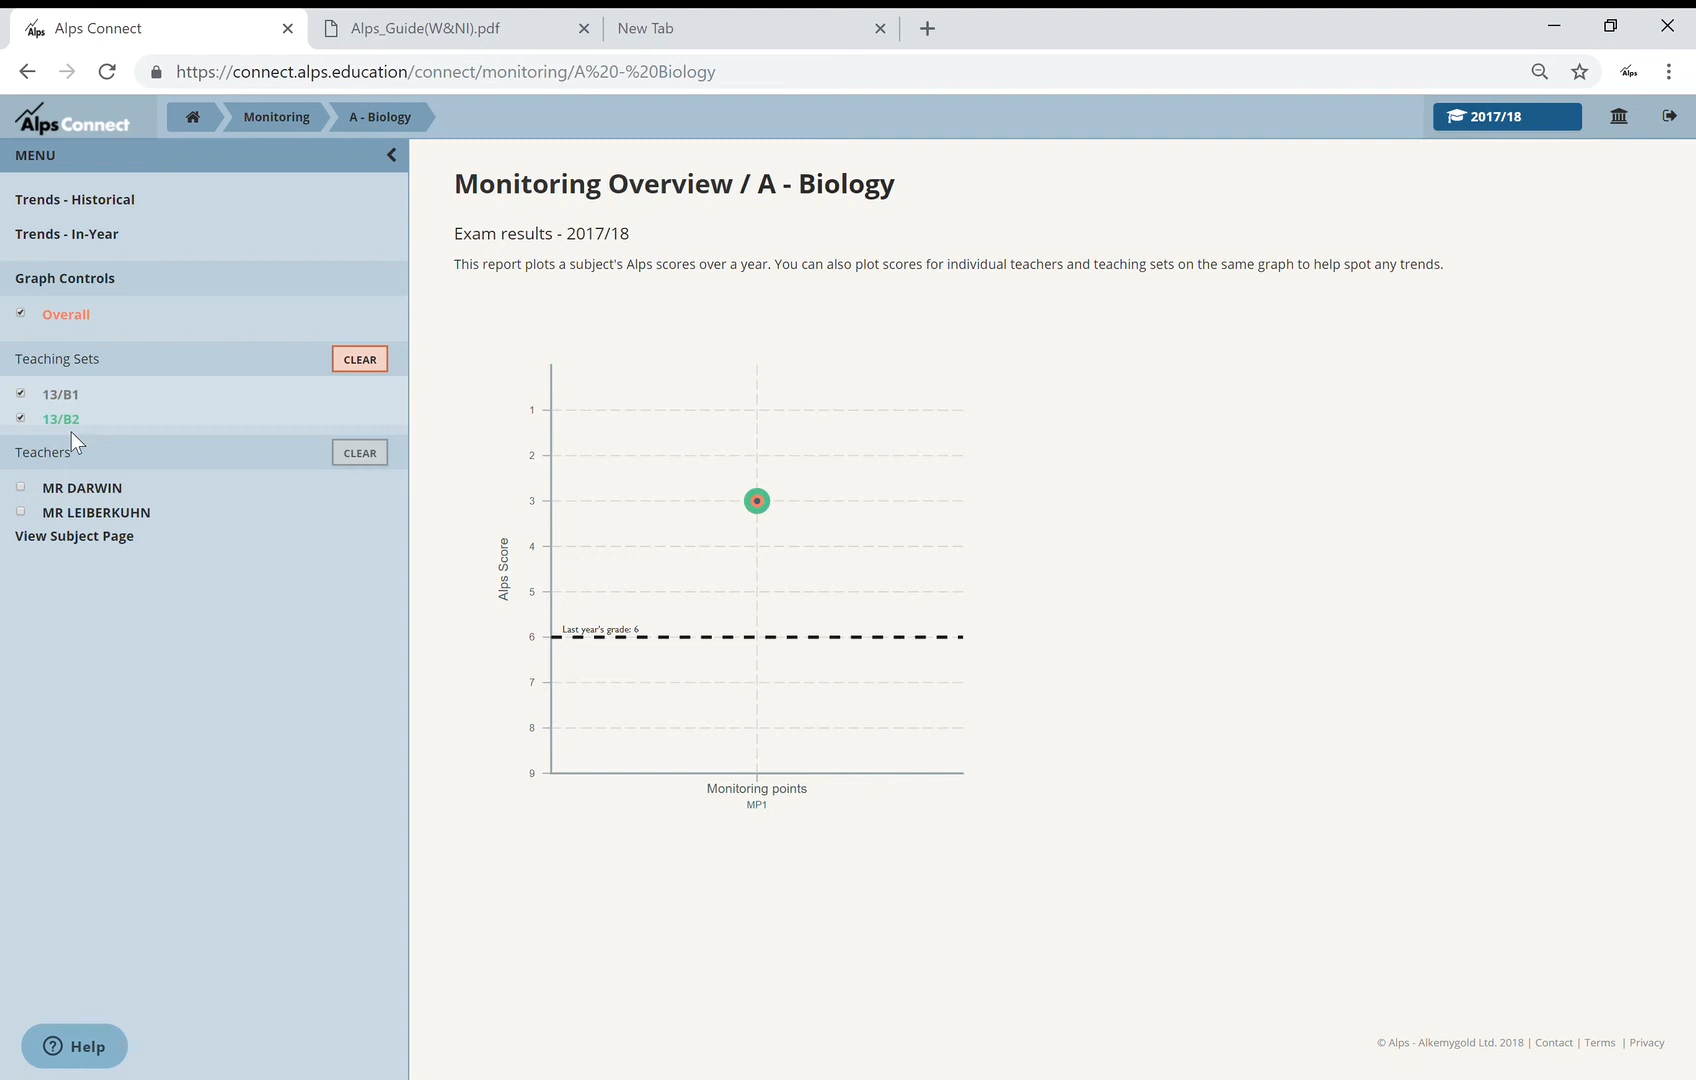 Alps Connect
Alps_Guide(W&NI).pdf
New Tab
https://connect.alps.education/connect/monitoring/A%20-%20Biology
Alps
Alps Connect
Monitoring
A - Biology
2017/18
MENU
Trends - Historical
Trends - In-Year
Graph Controls
Overall
Teaching Sets
CLEAR
13/B1
13/B2
Teachers
CLEAR
MR DARWIN
MR LEIBERKUHN
View Subject Page
Help
Monitoring Overview / A - Biology
Exam results - 2017/18
This report plots a subject's Alps scores over a year. You can also plot scores for individual teachers and teaching sets on the same graph to help spot any trends.
Alps Score
1
2
3
4
5
Last year's grade: 6
6
7
8
9
Monitoring points
MP1
© Alps - Alkemygold Ltd. 2018 | Contact | Terms | Privacy